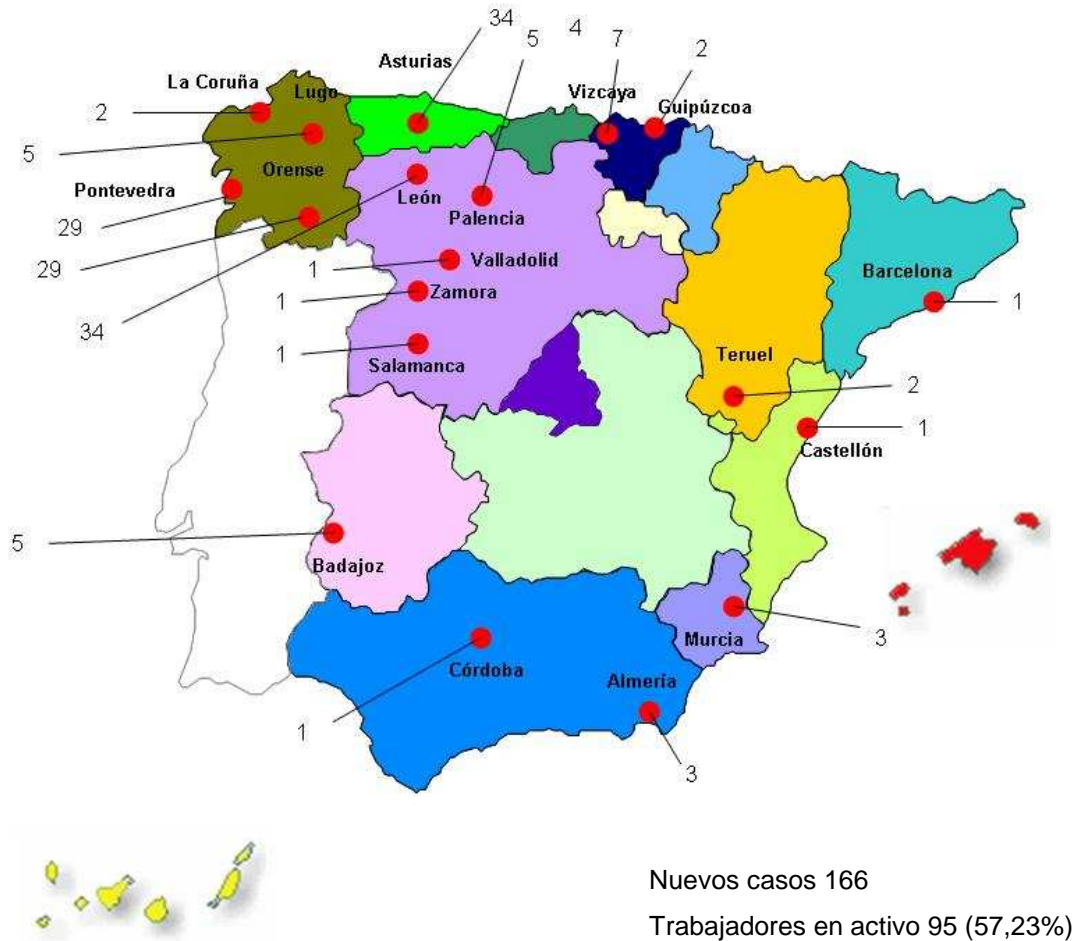 34
5
4
7
2
Asturias
La Coruña
Lugo
Vizcaya
Guipúzcoa
2
5
Orense
Pontevedra
León
Palencia
29
29
1
Valladolid
Barcelona
1
Zamora
1
34
1
Salamanca
Teruel
2
1
Castellón
5
Badajoz
Murcia
3
Córdoba
Almería
1
3
Nuevos casos 166
Trabajadores en activo 95 (57,23%)